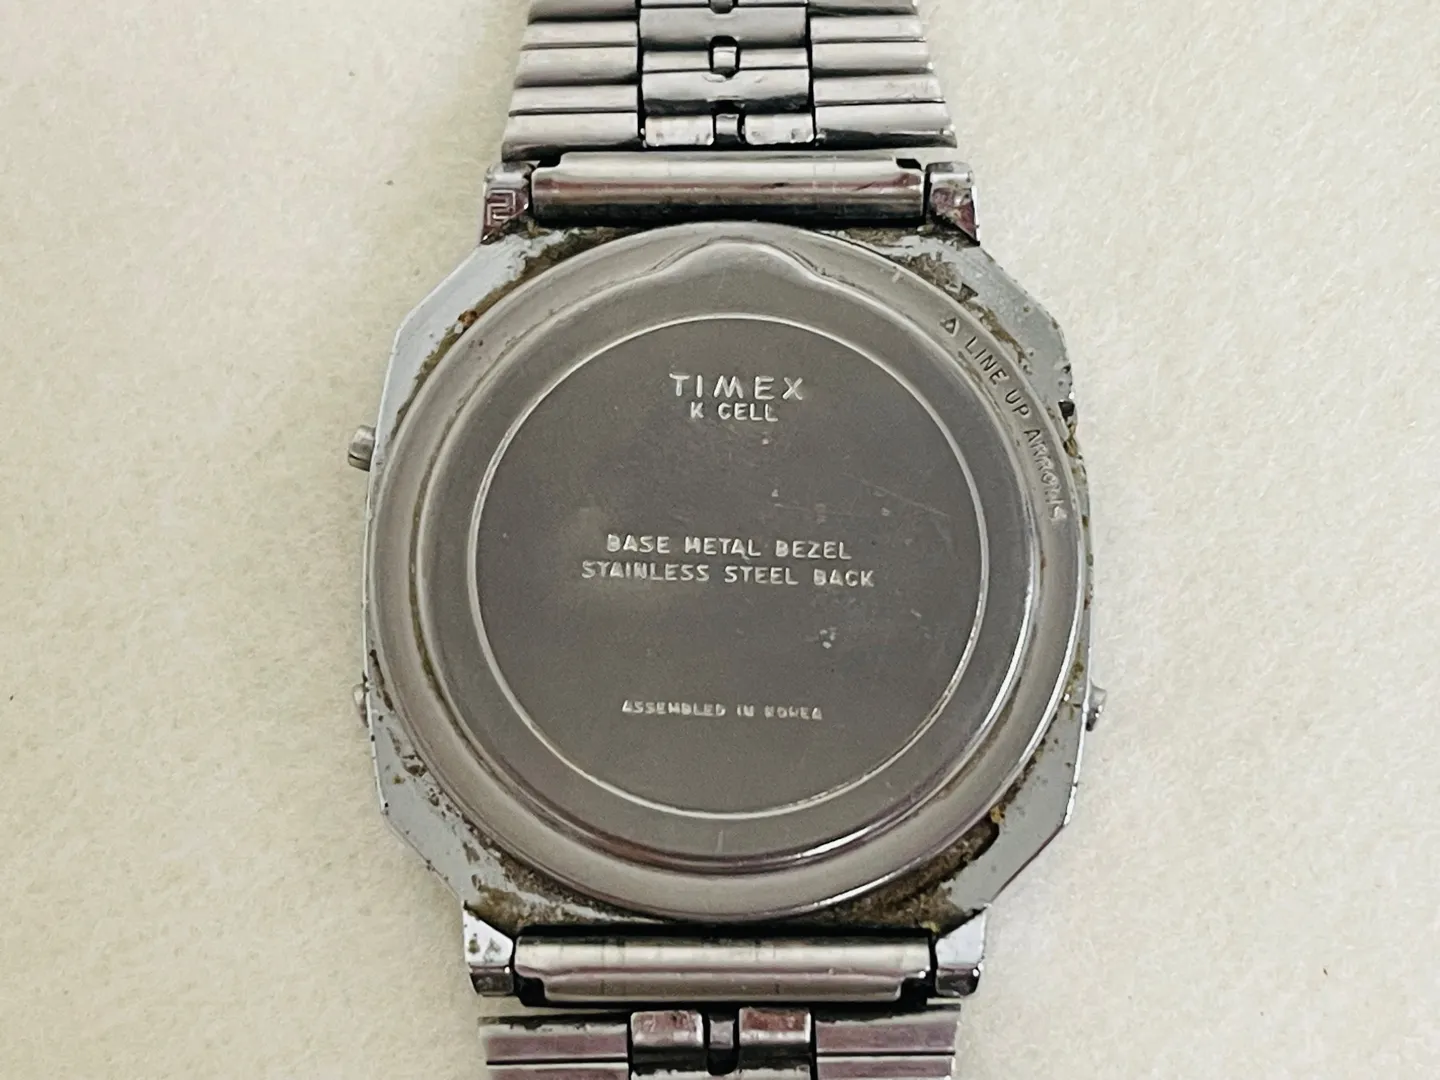 TIMEX
K CELL
△ LINE UP ARROWS
BASE METAL BEZEL
STAINLESS STEEL BACK
ASSEMBLED IN KOREA